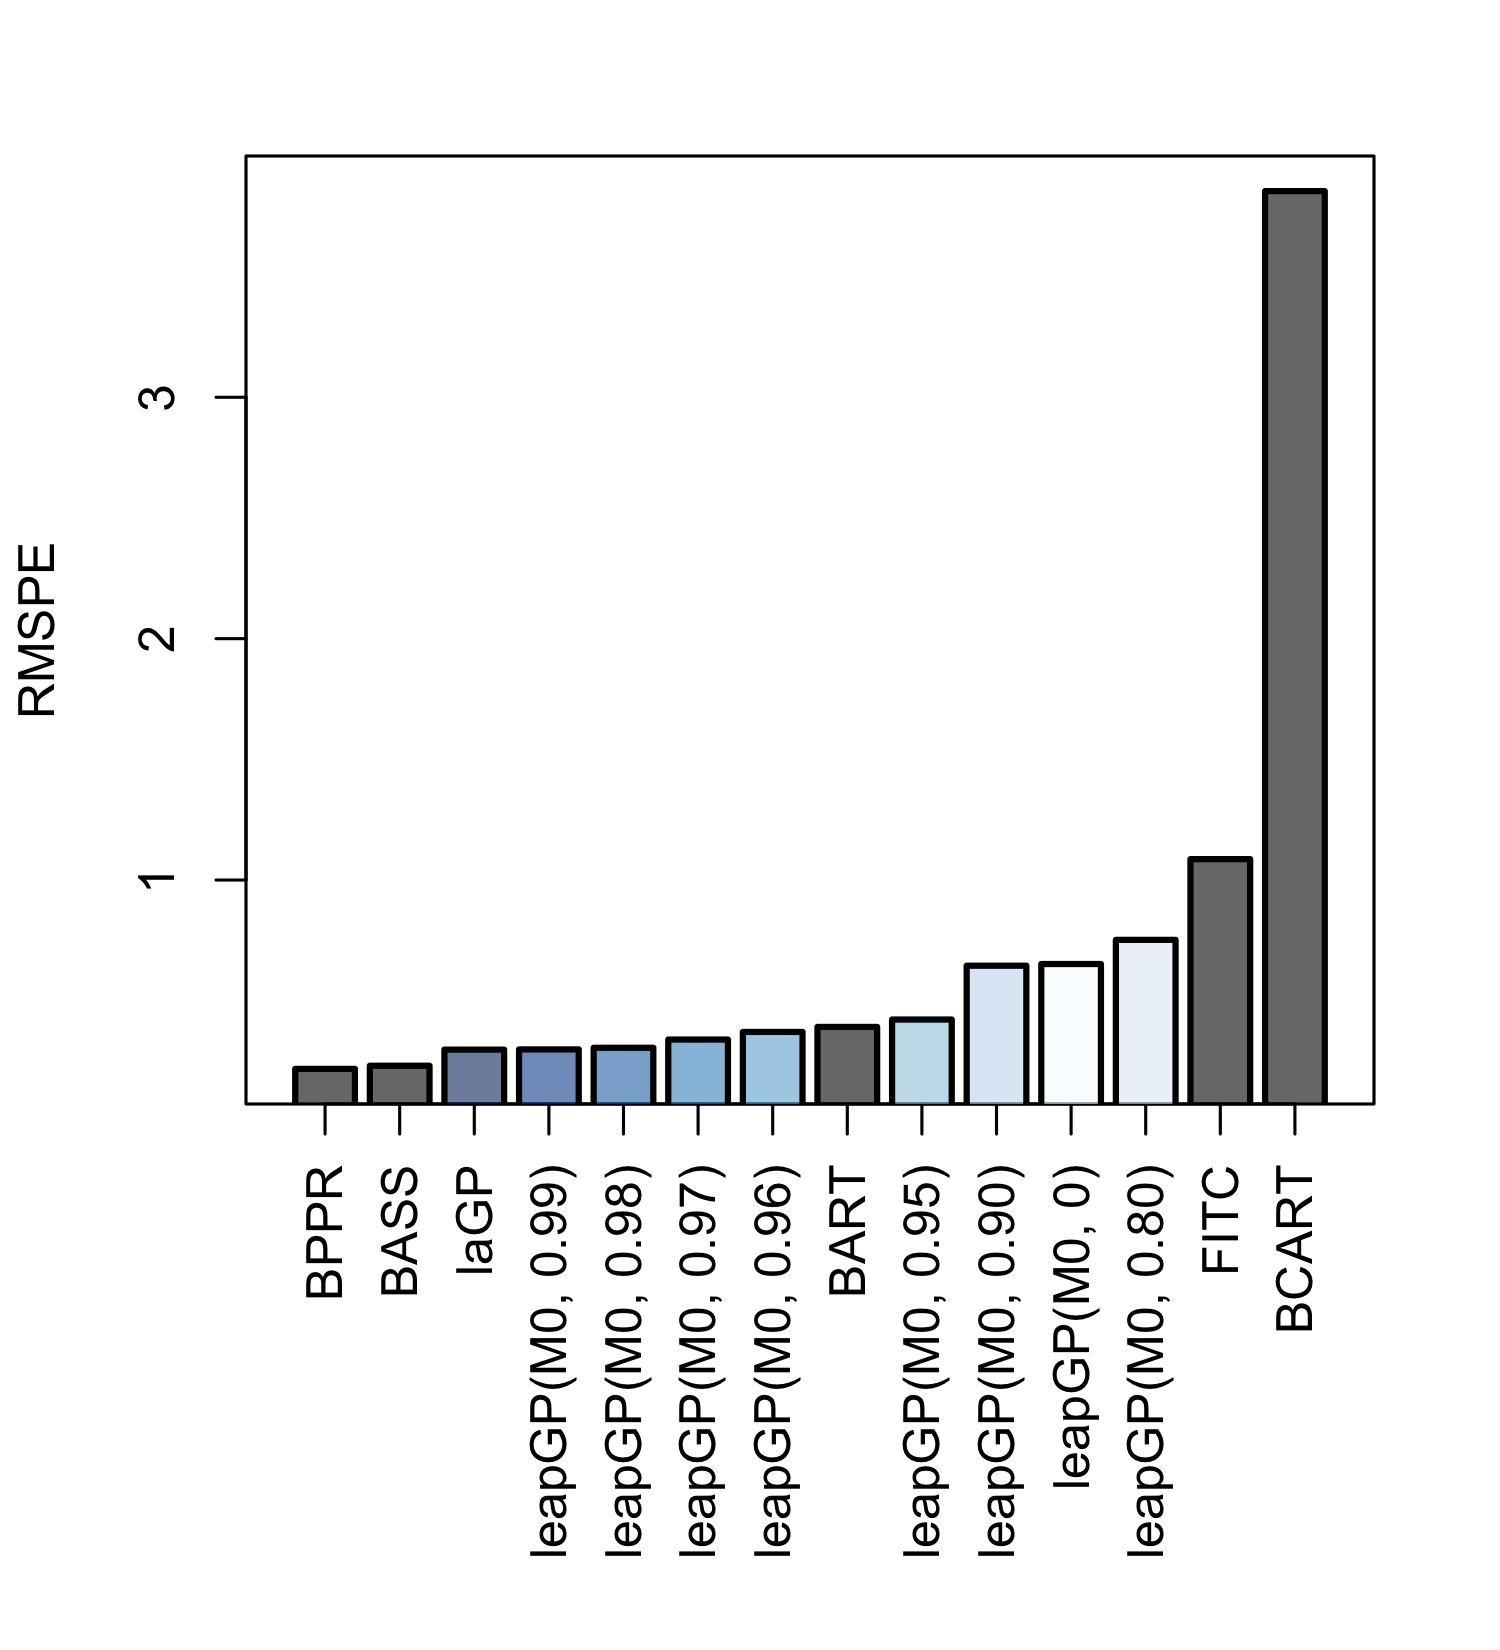 RMSPE
3
2
1
BPPR
BASS
laGP
leapGP(M0, 0.99)
leapGP(M0, 0.98)
leapGP(M0, 0.97)
leapGP(M0, 0.96)
BART
leapGP(M0, 0.95)
leapGP(M0, 0.90)
leapGP(M0, 0)
leapGP(M0, 0.80)
FITC
BCART